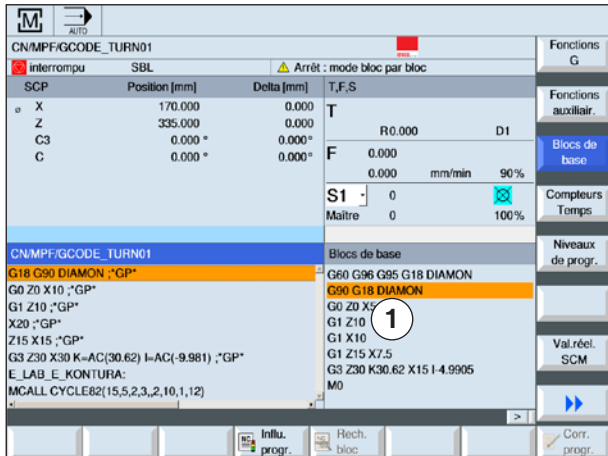 M
AUTO
CN/MPF/GCODE_TURN01
interrompu SBL Arrêt : mode bloc par bloc
SCP Position [mm] Delta [mm] T,F,S
ø X 170.000 0.000
Z 335.000 0.000
C3 0.000 ° 0.000°
C 0.000 ° 0.000°
T
R0.000 D1
F 0.000
0.000 mm/min 90%
S1 0
Maître 0 100%
CN/MPF/GCODE_TURN01
G18 G90 DIAMON ;*GP*
G0 Z0 X10 ;*GP*
G1 Z10 ;*GP*
X20 ;*GP*
Z15 X15 ;*GP*
G3 Z30 X30 K=AC(30.62) I=AC(-9.981) ;*GP*
E_LAB_E_KONTURA:
MCALL CYCLE82(15,5,2,3,,2,10,1,12)
Blocs de base
G60 G96 G95 G18 DIAMON
G90 G18 DIAMON
G0 Z0 X5
G1 Z10
G1 X10
G1 Z15 X7.5
G3 Z30 K30.62 X15 I-4.9905
M0
1
>
Fonctions
G
Fonctions
auxiliair.
Blocs de
base
Compteurs
Temps
Niveaux
de progr.
Val.réel.
SCM
NC
Influ.
progr.
NC
Rech.
bloc
Corr.
progr.